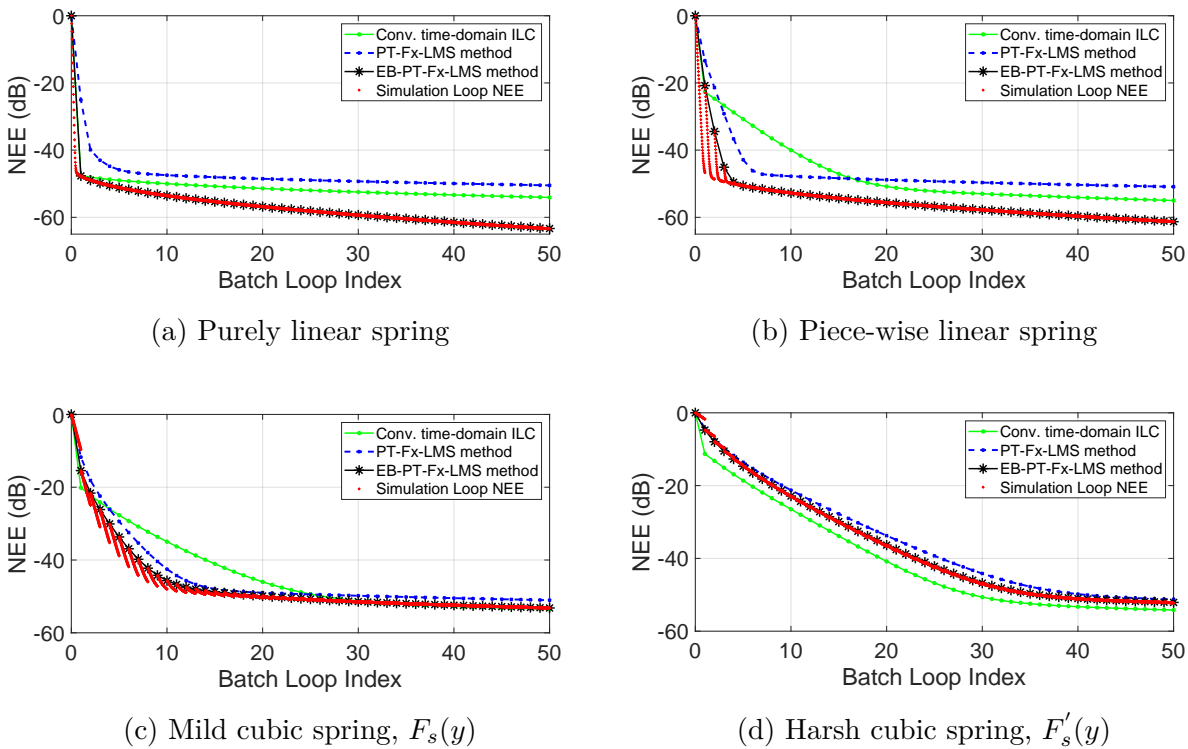 0
-20
-40
-60
NEE (dB)
0
10
20
30
40
50
Batch Loop Index
Conv. time-domain ILC
PT-Fx-LMS method
EB-PT-Fx-LMS method
Simulation Loop NEE
(a) Purely linear spring
0
-20
-40
-60
NEE (dB)
0
10
20
30
40
50
Batch Loop Index
Conv. time-domain ILC
PT-Fx-LMS method
EB-PT-Fx-LMS method
Simulation Loop NEE
(b) Piece-wise linear spring
0
-20
-40
-60
NEE (dB)
0
10
20
30
40
50
Batch Loop Index
Conv. time-domain ILC
PT-Fx-LMS method
EB-PT-Fx-LMS method
Simulation Loop NEE
(c) Mild cubic spring, F_s(y)
0
-20
-40
-60
NEE (dB)
0
10
20
30
40
50
Batch Loop Index
Conv. time-domain ILC
PT-Fx-LMS method
EB-PT-Fx-LMS method
Simulation Loop NEE
(d) Harsh cubic spring, F_s'(y)